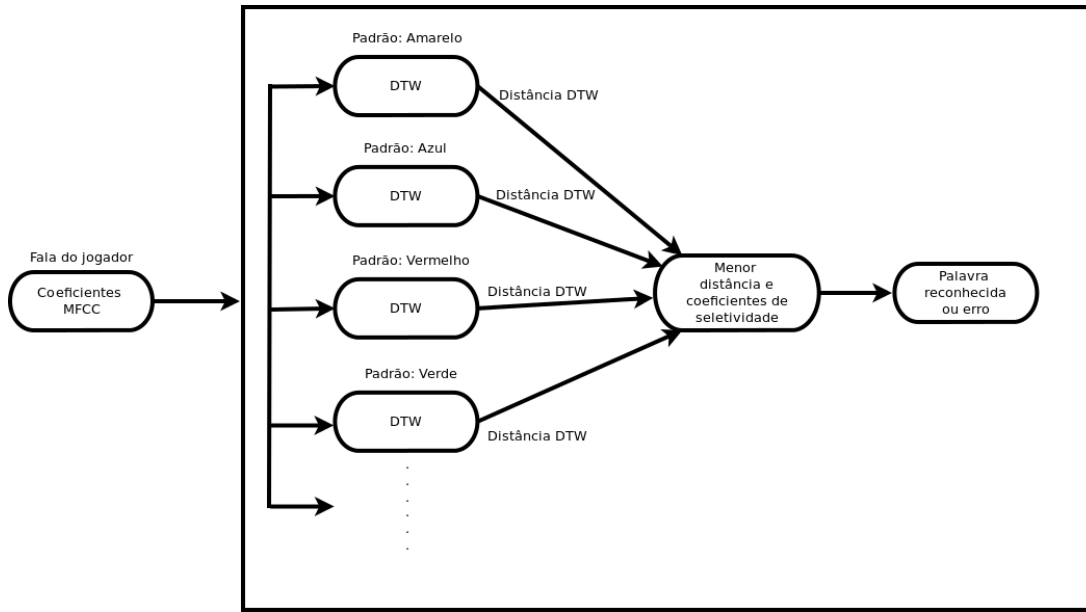 Fala do jogador
Coeficientes
MFCC
Padrão: Amarelo
DTW
Distância DTW
Padrão: Azul
DTW
Distância DTW
Padrão: Vermelho
DTW
Distância DTW
Padrão: Verde
DTW
Distância DTW
Menor
distância e
coeficientes de
seletividade
Palavra
reconhecida
ou erro